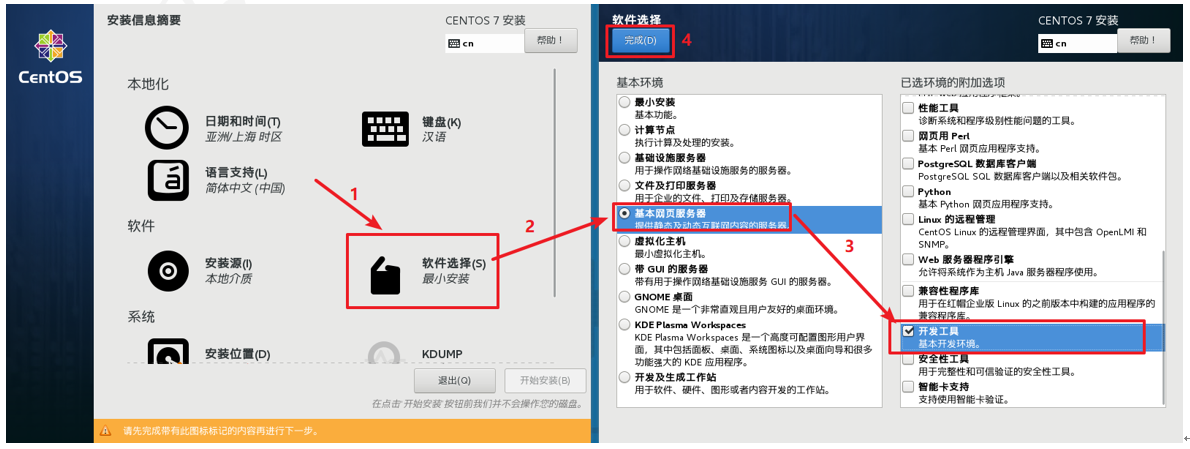 安装信息摘要
CENTOS 7 安装
cn
帮助！
CentOS
本地化
日期和时间(T)
亚洲/上海 时区
键盘(K)
汉语
语言支持(L)
简体中文 (中国)
1
软件
安装源(I)
本地介质
软件选择(S)
最小安装
系统
安装位置(D)
KDUMP
退出(Q)
开始安装(B)
在点击'开始安装'按钮前我们并不会操作您的磁盘。
请先完成带有此图标标记的内容再进行下一步。
2
软件选择
完成(D)
4
CENTOS 7 安装
cn
帮助！
基本环境
最小安装
基本功能。
计算节点
执行计算及处理的安装。
基础设施服务器
用于操作网络基础设施服务的服务器。
文件及打印服务器
用于企业的文件、打印及存储服务器。
基本网页服务器
提供静态及动态互联网内容的服务器。
虚拟化主机
最小虚拟化主机。
带 GUI 的服务器
带有用于操作网络基础设施服务 GUI 的服务器。
GNOME 桌面
GNOME 是一个非常直观且用户友好的桌面环境。
KDE Plasma Workspaces
KDE Plasma Workspaces 是一个高度可配置图形用户界
面，其中包括面板、桌面、系统图标以及桌面向导和很多
功能强大的 KDE 应用程序。
开发及生成工作站
用于软件、硬件、图形或者内容开发的工作站。
3
已选环境的附加选项
性能工具
诊断系统和程序级别性能问题的工具。
网页用 Perl
基本 Perl 网页应用程序支持。
PostgreSQL 数据库客户端
PostgreSQL SQL 数据库客户端以及相关软件包。
Python
基本 Python 网页应用程序支持。
Linux 的远程管理
CentOS Linux 的远程管理界面，其中包含 OpenLMI 和
SNMP。
Web 服务器程序引擎
允许将系统作为主机 Java 服务器程序使用。
兼容性程序库
用于在红帽企业版 Linux 的之前版本中构建的应用程序的
兼容程序库。
开发工具
基本开发环境。
安全性工具
用于完整性和可信验证的安全性工具。
智能卡支持
支持使用智能卡验证。